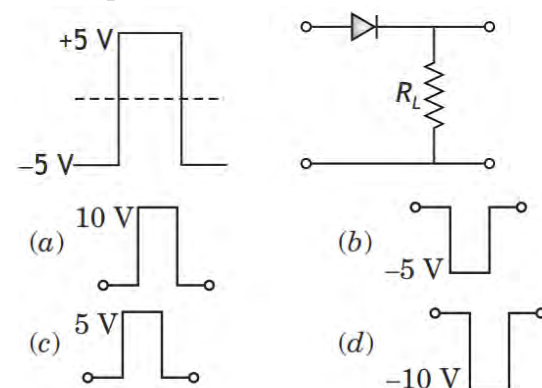 +5 V
−5 V
R_L
(a) 10 V
(b) −5 V
(c) 5 V
(d) −10 V